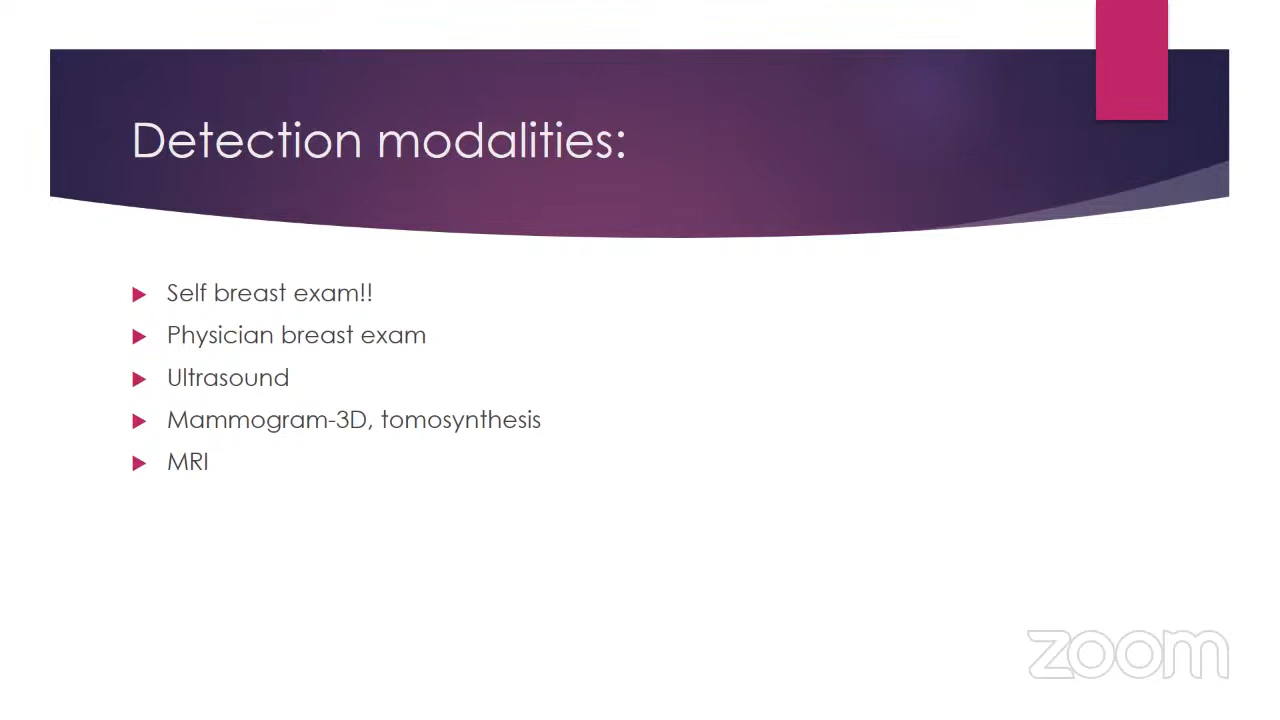 Detection modalities:
Self breast exam!!
Physician breast exam
Ultrasound
Mammogram-3D, tomosynthesis
MRI
zoom